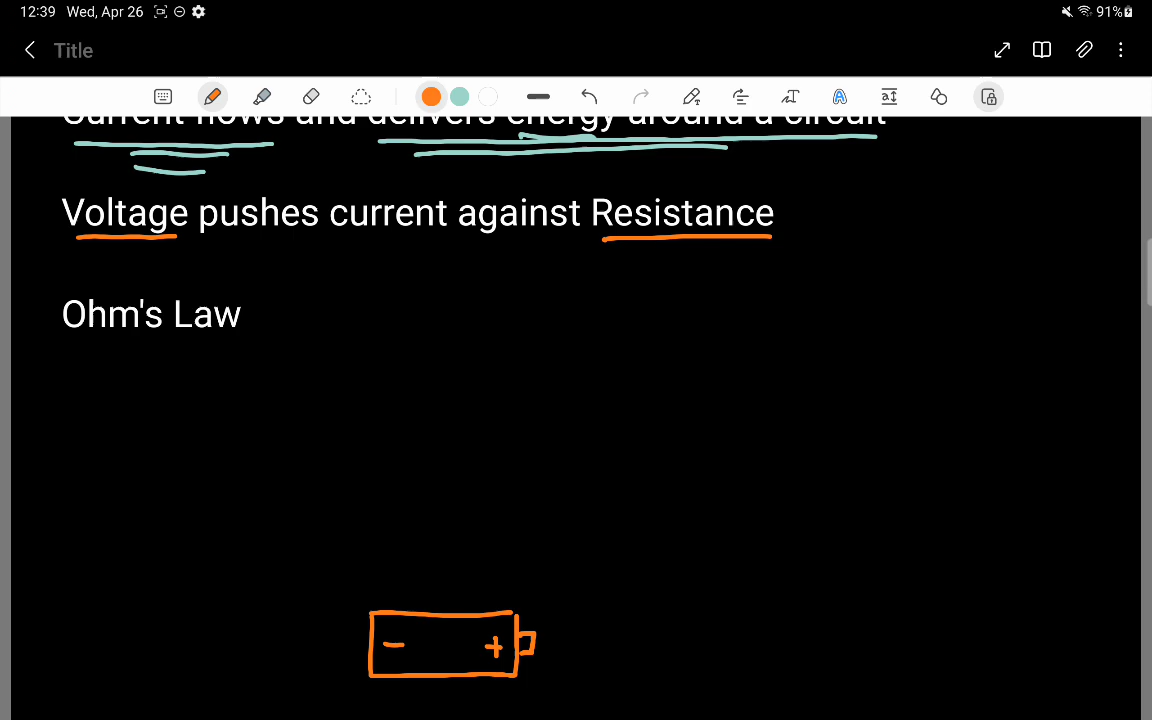 12:39 Wed, Apr 26 91%
Title
Current flows and delivers energy around a circuit
Voltage pushes current against Resistance
Ohm's Law
- +